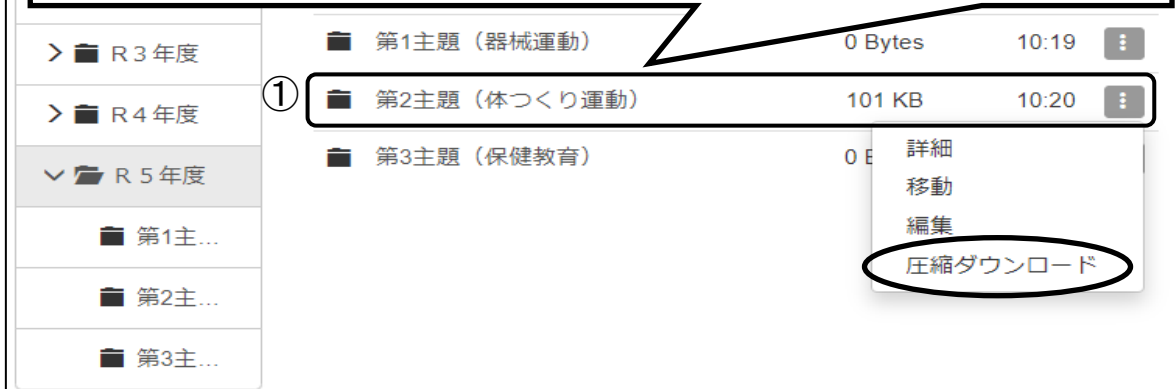 R３年度
R４年度
R５年度
第1主...
第2主...
第3主...
第1主題（器械運動） 0 Bytes 10:19
① 第2主題（体つくり運動） 101 KB 10:20
第3主題（保健教育） 0
詳細
移動
編集
圧縮ダウンロード